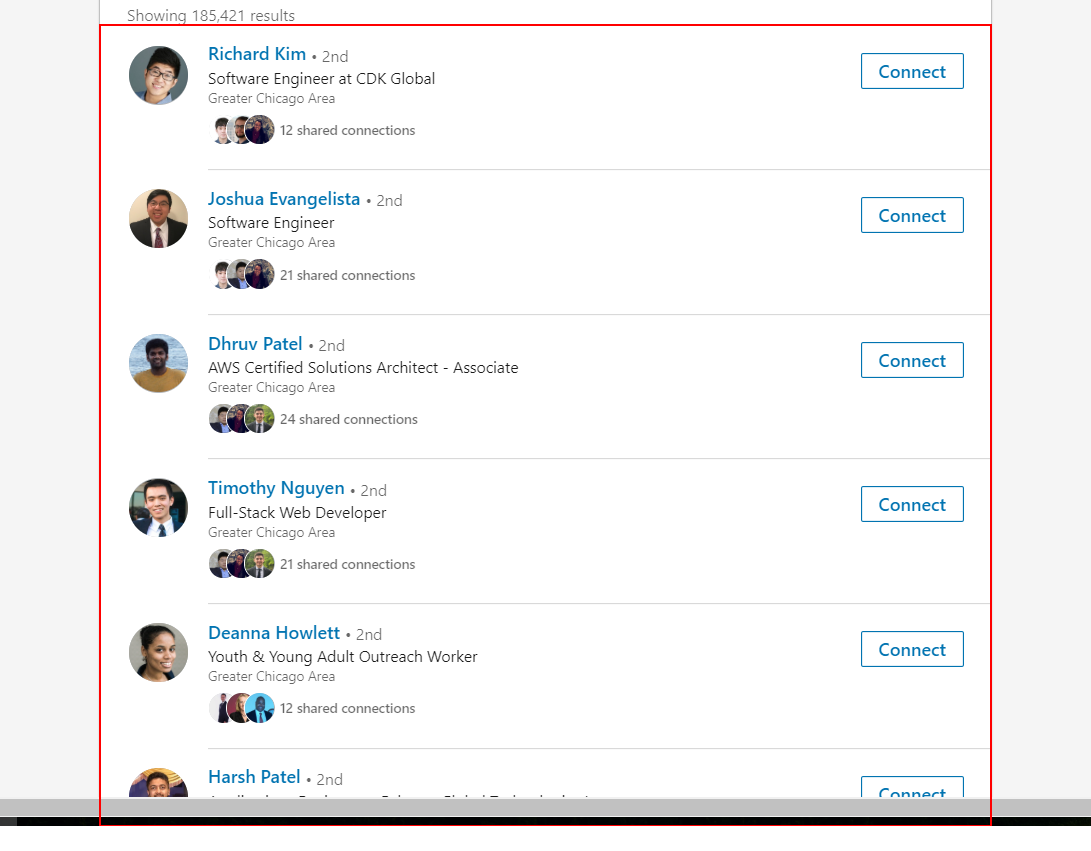 Showing 185,421 results
Richard Kim • 2nd
Connect
Software Engineer at CDK Global
Greater Chicago Area
12 shared connections
Joshua Evangelista • 2nd
Connect
Software Engineer
Greater Chicago Area
21 shared connections
Dhruv Patel • 2nd
Connect
AWS Certified Solutions Architect - Associate
Greater Chicago Area
24 shared connections
Timothy Nguyen • 2nd
Connect
Full-Stack Web Developer
Greater Chicago Area
21 shared connections
Deanna Howlett • 2nd
Connect
Youth & Young Adult Outreach Worker
Greater Chicago Area
12 shared connections
Harsh Patel • 2nd
Connect